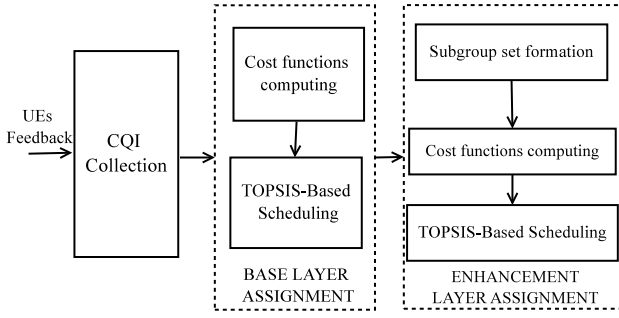 UEs
Feedback
CQI
Collection
Cost functions
computing
TOPSIS-Based
Scheduling
BASE LAYER
ASSIGNMENT
Subgroup set formation
Cost functions computing
TOPSIS-Based Scheduling
ENHANCEMENT
LAYER ASSIGNMENT